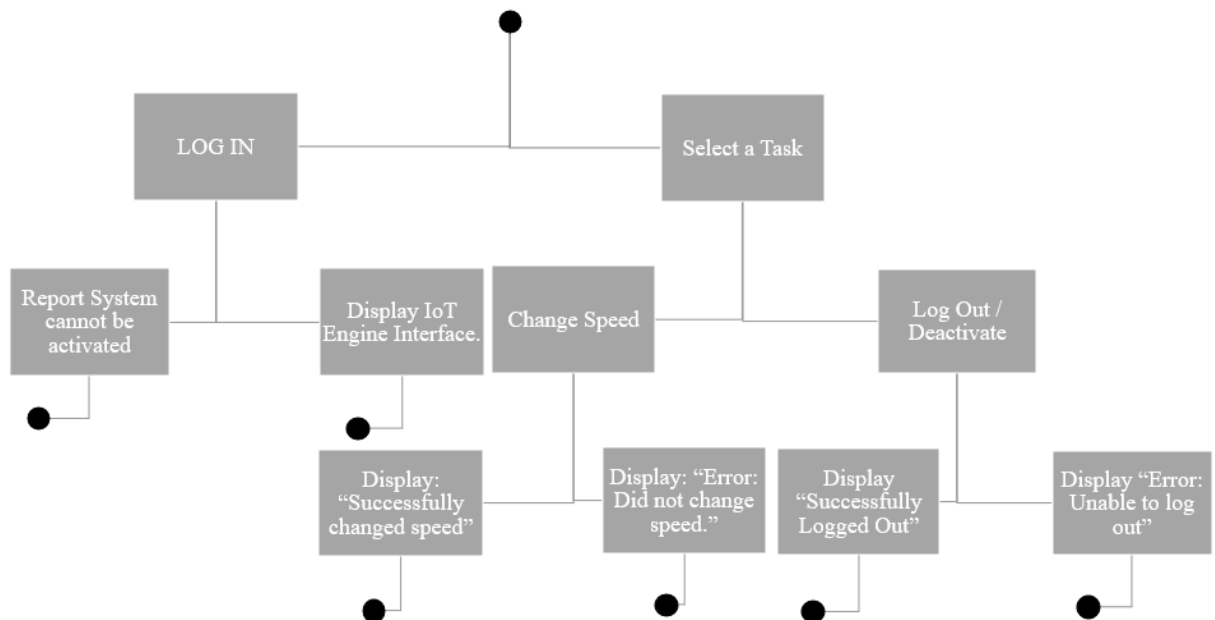 LOG IN
Select a Task
Report System
cannot be
activated
Display IoT
Engine Interface.
Change Speed
Log Out /
Deactivate
Display:
“Successfully
changed speed”
Display: “Error:
Did not change
speed.”
Display
“Successfully
Logged Out”
Display “Error:
Unable to log
out”